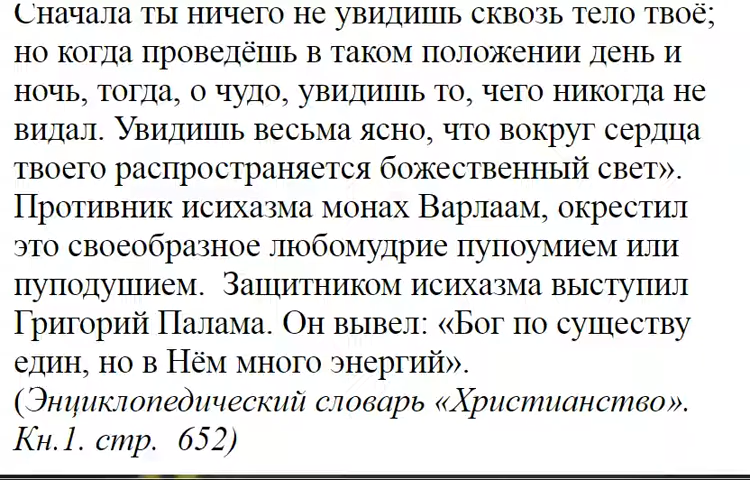 Сначала ты ничего не увидишь сквозь тело твоё;
но когда проведёшь в таком положении день и
ночь, тогда, о чудо, увидишь то, чего никогда не
видал. Увидишь весьма ясно, что вокруг сердца
твоего распространяется божественный свет».
Противник исихазма монах Варлаам, окрестил
это своеобразное любомудрие пупоумием или
пуподушием.  Защитником исихазма выступил
Григорий Палама. Он вывел: «Бог по существу
един, но в Нём много энергий».
(Энциклопедический словарь «Христианство».
Кн.1. стр.  652)